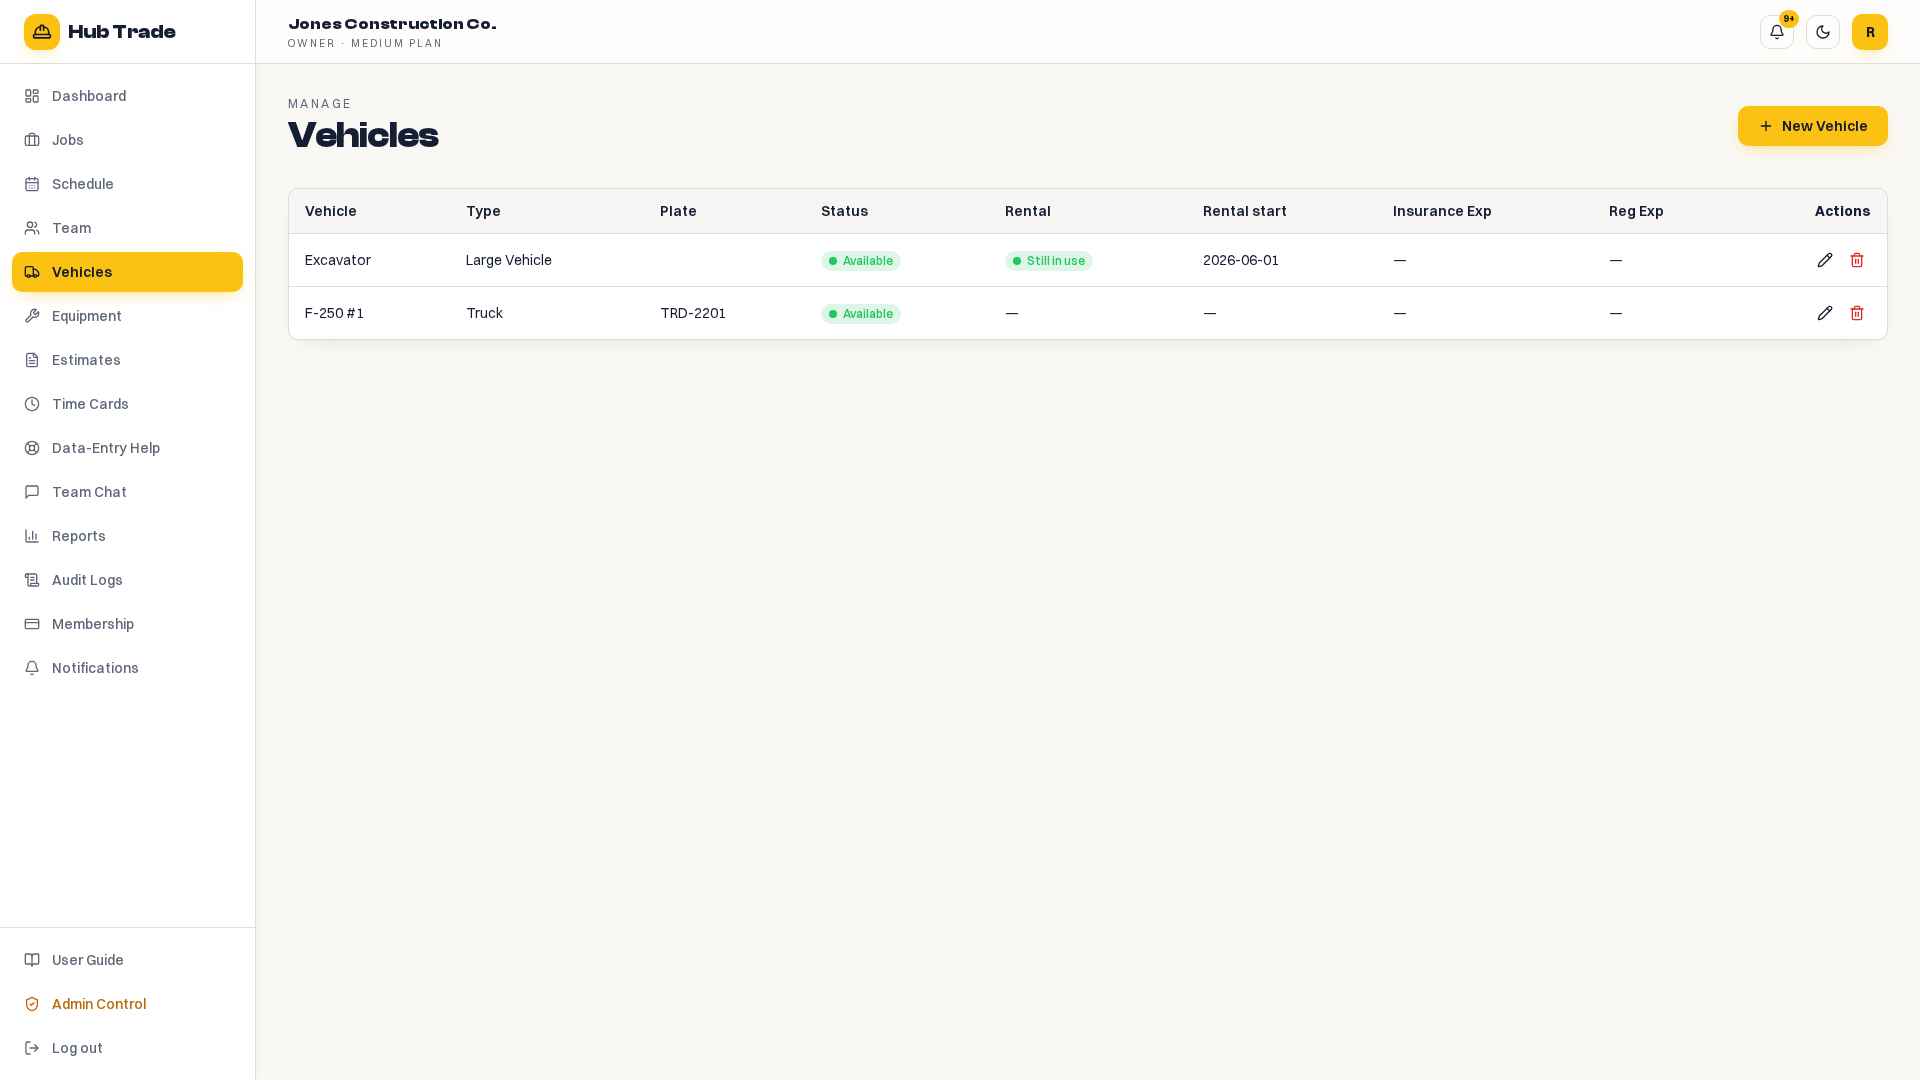 Hub Trade
Jones Construction Co.
OWNER · MEDIUM PLAN
9+
R
Dashboard
Jobs
Schedule
Team
Vehicles
Equipment
Estimates
Time Cards
Data-Entry Help
Team Chat
Reports
Audit Logs
Membership
Notifications
User Guide
Admin Control
Log out
MANAGE
Vehicles
New Vehicle
Vehicle Type Plate Status Rental Rental start Insurance Exp Reg Exp Actions
Excavator Large Vehicle Available Still in use 2026-06-01 — —
F-250 #1 Truck TRD-2201 Available — — — —